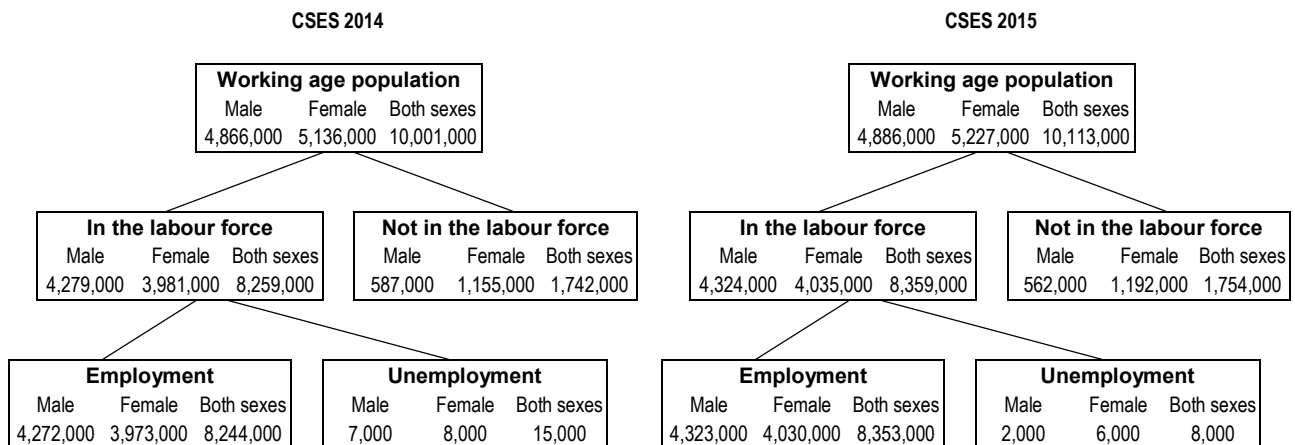 CSES 2014
Working age population
Male Female Both sexes
4,866,000 5,136,000 10,001,000
In the labour force
Male Female Both sexes
4,279,000 3,981,000 8,259,000
Not in the labour force
Male Female Both sexes
587,000 1,155,000 1,742,000
Employment
Male Female Both sexes
4,272,000 3,973,000 8,244,000
Unemployment
Male Female Both sexes
7,000 8,000 15,000
CSES 2015
Working age population
Male Female Both sexes
4,886,000 5,227,000 10,113,000
In the labour force
Male Female Both sexes
4,324,000 4,035,000 8,359,000
Not in the labour force
Male Female Both sexes
562,000 1,192,000 1,754,000
Employment
Male Female Both sexes
4,323,000 4,030,000 8,353,000
Unemployment
Male Female Both sexes
2,000 6,000 8,000